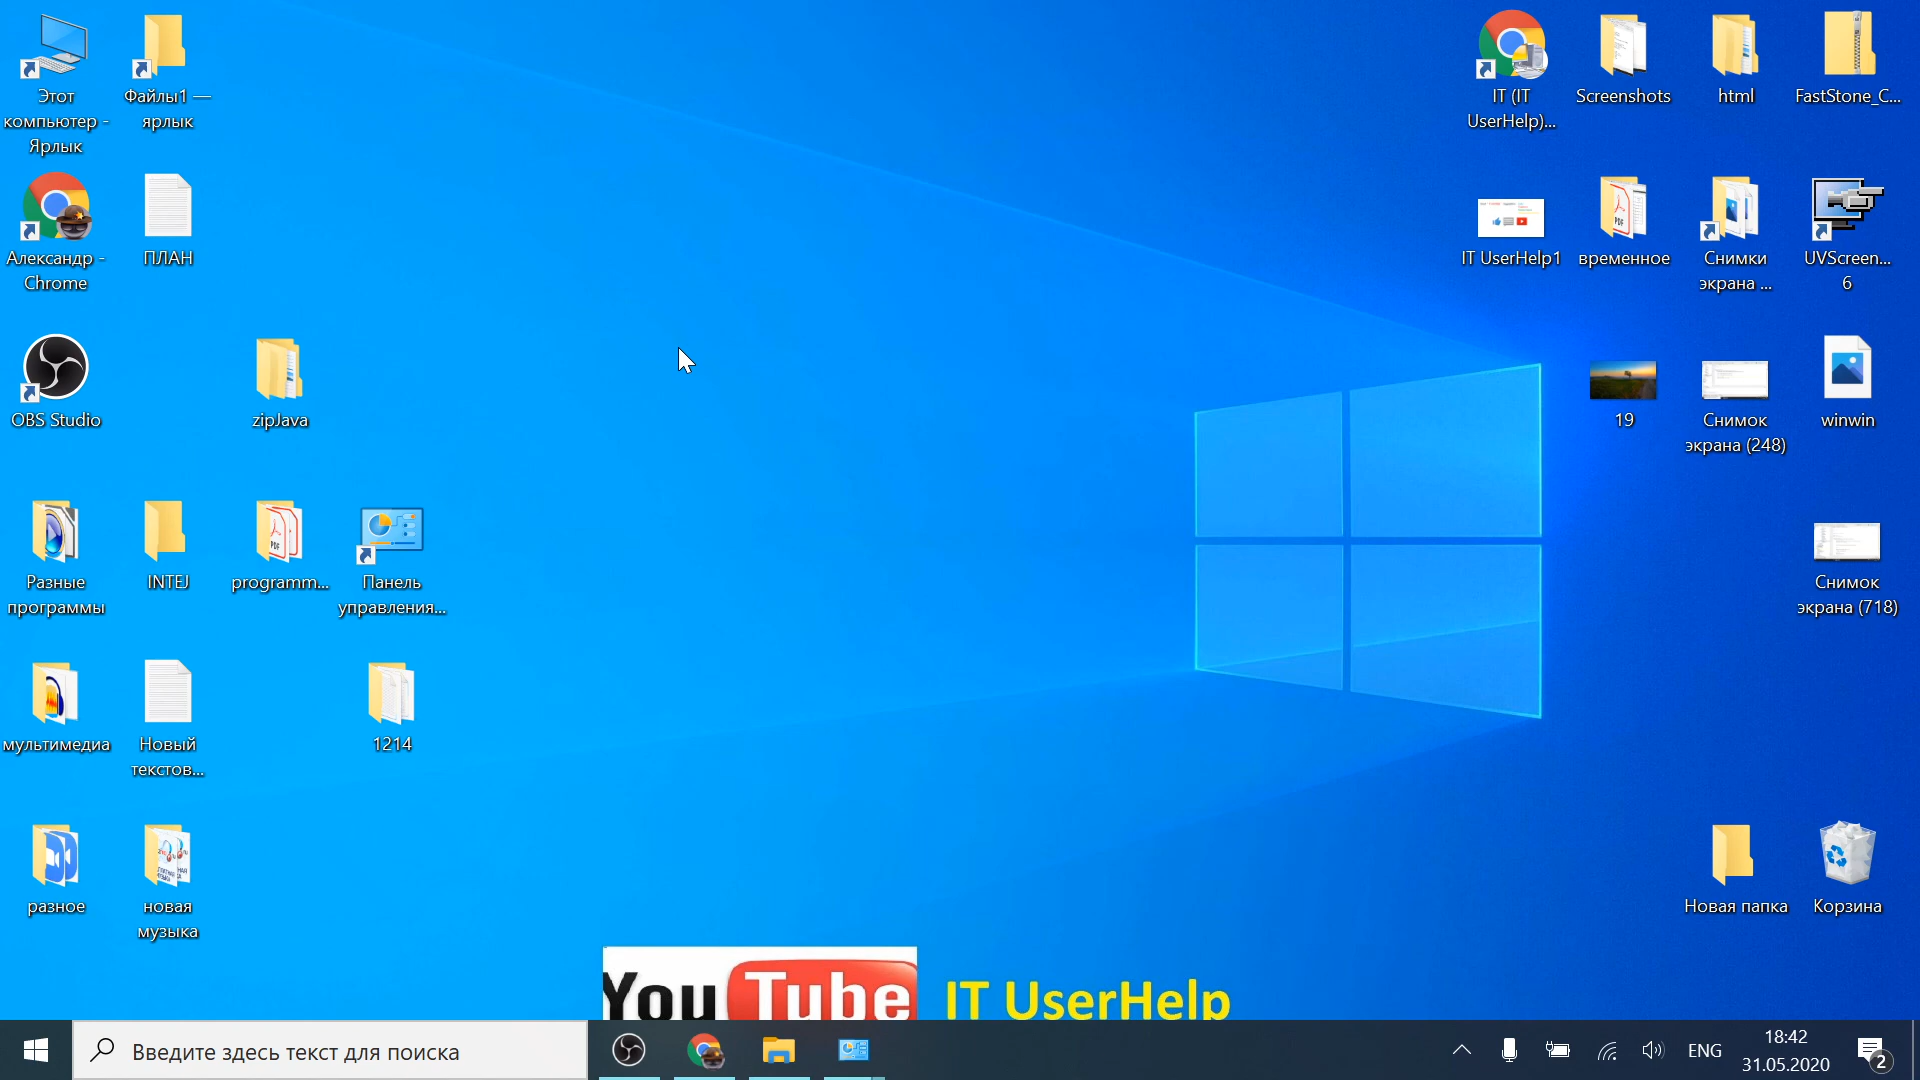 Этот
компьютер -
Ярлык
Файлы1 —
ярлык
IT (IT
UserHelp)...
Screenshots
html
FastStone_C...
Александр -
Chrome
ПЛАН
IT UserHelp1
временное
PDF
Снимки
экрана ...
UVScreen...
6
OBS Studio
zipJava
19
Снимок
экрана (248)
winwin
Разные
программы
INTEJ
programm...
PDF
Панель
управления...
Снимок
экрана (718)
мультимедиа
Новый
текстов...
1214
разное
новая
музыка
Новая папка
Корзина
YouTube
IT UserHelp
Введите здесь текст для поиска
ENG
18:42
31.05.2020
2